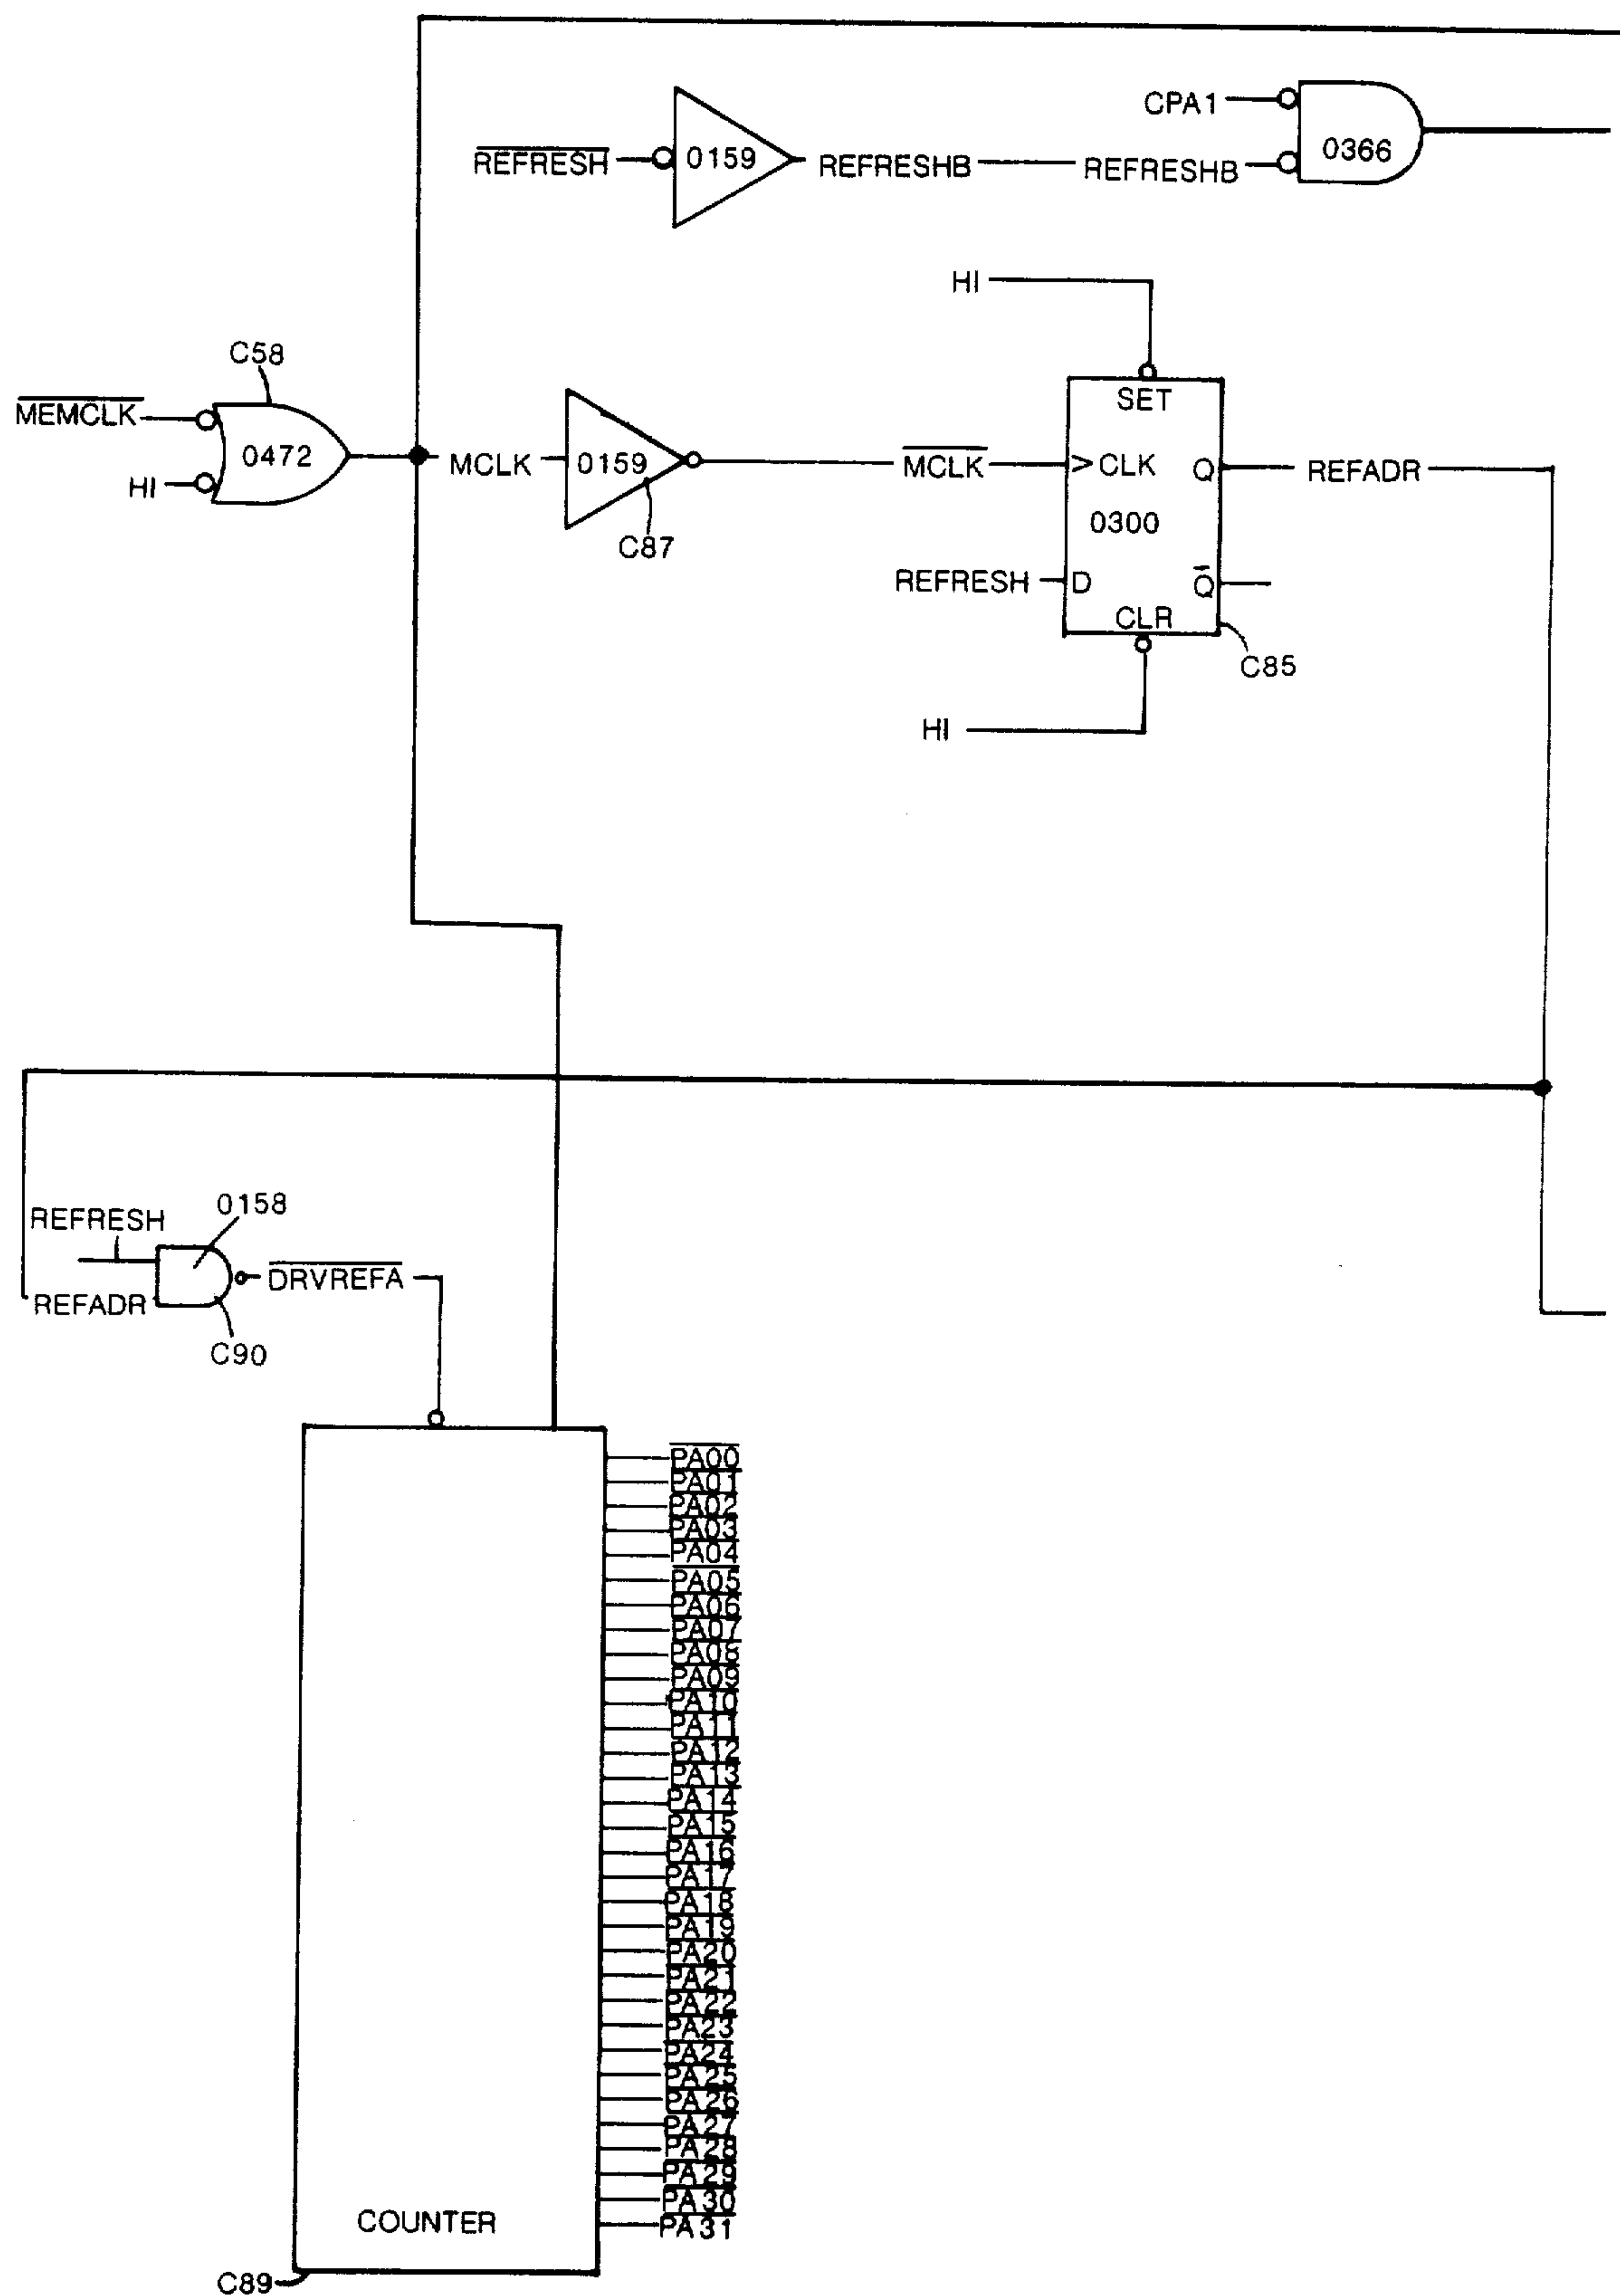 CPA1
0366
REFRESH
0159
REFRESHB
REFRESHB
HI
C58
MEMCLK
0472
HI
MCLK
0159
C87
MCLK
SET
>CLK
Q
REFADR
0300
REFRESH
D
Q
CLR
C85
HI
0158
REFRESH
DRVREFA
REFADR
C90
PA00
PA01
PA02
PA03
PA04
PA05
PA06
PA07
PA08
PA09
PA10
PA11
PA12
PA13
PA14
PA15
PA16
PA17
PA18
PA19
PA20
PA21
PA22
PA23
PA24
PA25
PA26
PA27
PA28
PA29
PA30
PA31
COUNTER
C89